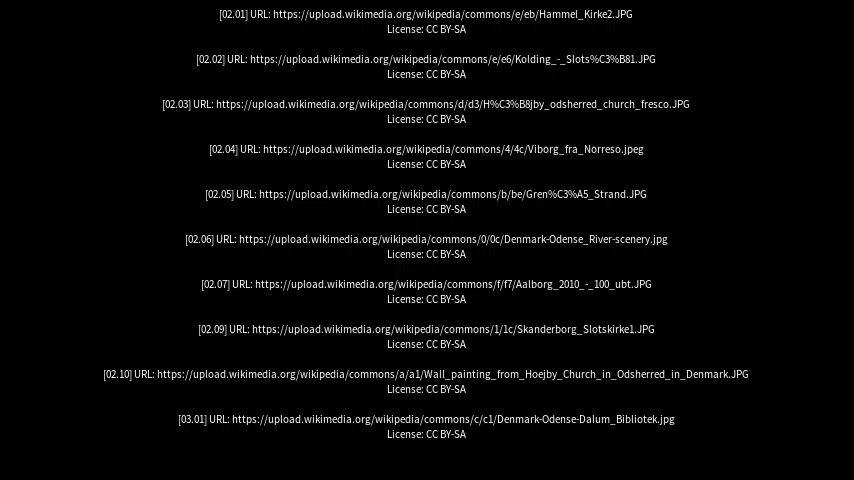 [02.01] URL: https://upload.wikimedia.org/wikipedia/commons/e/eb/Hammel_Kirke2.JPG
License: CC BY-SA
[02.02] URL: https://upload.wikimedia.org/wikipedia/commons/e/e6/Kolding_-_Slots%C3%B81.JPG
License: CC BY-SA
[02.03] URL: https://upload.wikimedia.org/wikipedia/commons/d/d3/H%C3%B8jby_odsherred_church_fresco.JPG
License: CC BY-SA
[02.04] URL: https://upload.wikimedia.org/wikipedia/commons/4/4c/Viborg_fra_Norreso.jpeg
License: CC BY-SA
[02.05] URL: https://upload.wikimedia.org/wikipedia/commons/b/be/Gren%C3%A5_Strand.JPG
License: CC BY-SA
[02.06] URL: https://upload.wikimedia.org/wikipedia/commons/0/0c/Denmark-Odense_River-scenery.jpg
License: CC BY-SA
[02.07] URL: https://upload.wikimedia.org/wikipedia/commons/f/f7/Aalborg_2010_-_100_ubt.JPG
License: CC BY-SA
[02.09] URL: https://upload.wikimedia.org/wikipedia/commons/1/1c/Skanderborg_Slotskirke1.JPG
License: CC BY-SA
[02.10] URL: https://upload.wikimedia.org/wikipedia/commons/a/a1/Wall_painting_from_Hoejby_Church_in_Odsherred_in_Denmark.JPG
License: CC BY-SA
[03.01] URL: https://upload.wikimedia.org/wikipedia/commons/c/c1/Denmark-Odense-Dalum_Bibliotek.jpg
License: CC BY-SA